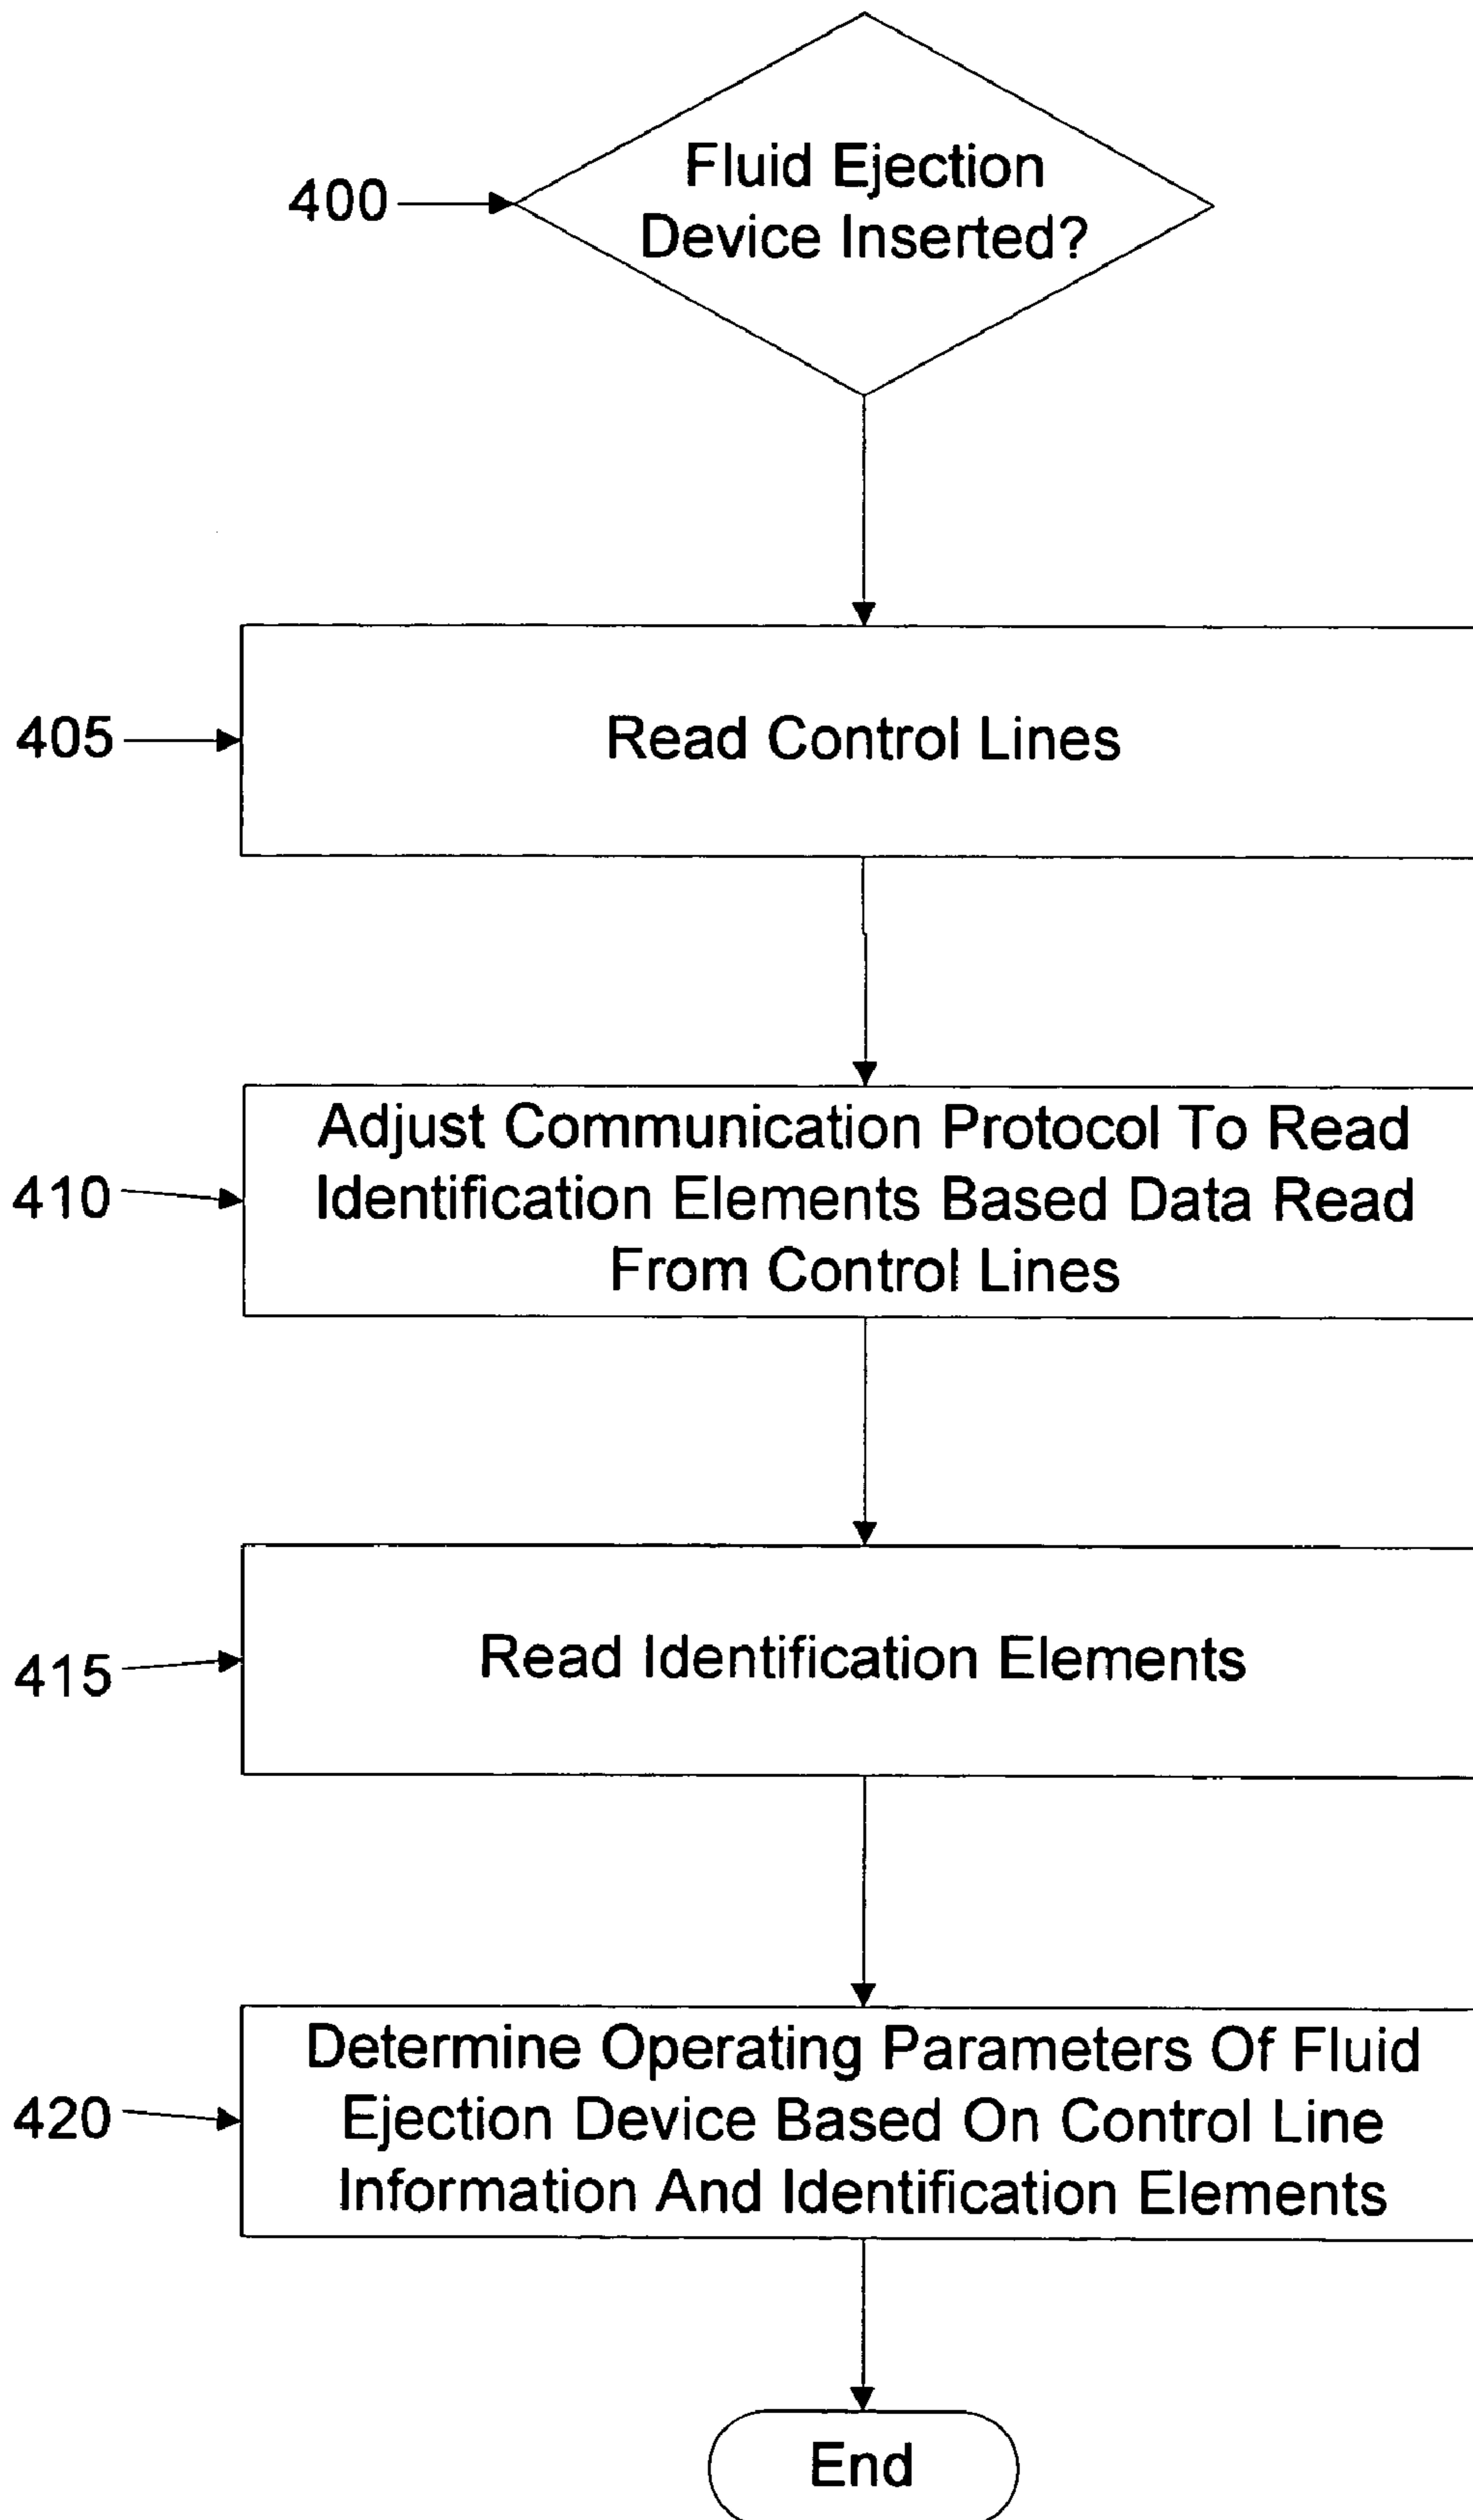 Fluid Ejection
400
Device Inserted?
405
Read Control Lines
Adjust Communication Protocol To Read
410
Identification Elements Based Data Read
From Control Lines
Read Identification Elements
415
Determine Operating Parameters Of Fluid
420
Ejection Device Based On Control Line
Information And Identification Elements
End